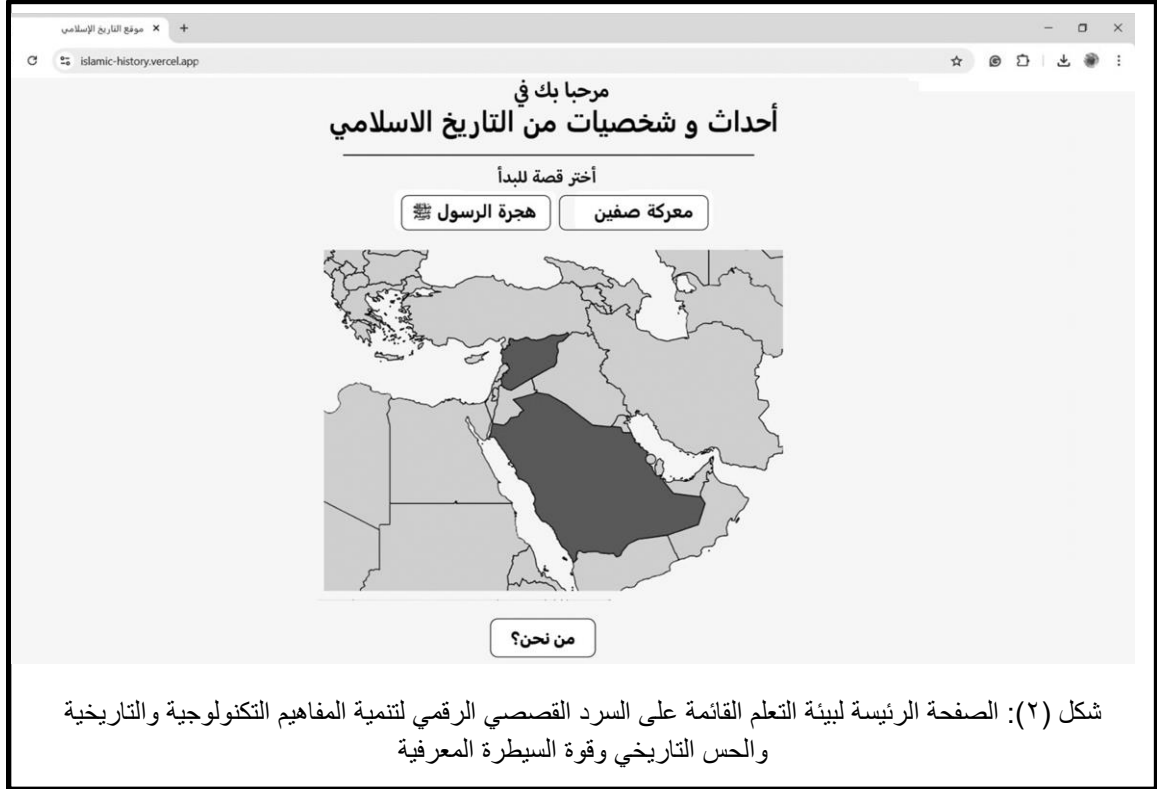 موقع التاريخ الإسلامي
islamic-history.vercel.app
مرحبا بك في
أحداث و شخصيات من التاريخ الاسلامي
أختر قصة للبدأ
معركة صفين
هجرة الرسول ﷺ
من نحن؟
شكل (٢): الصفحة الرئيسة لبيئة التعلم القائمة على السرد القصصي الرقمي لتنمية المفاهيم التكنولوجية والتاريخية
والحس التاريخي وقوة السيطرة المعرفية